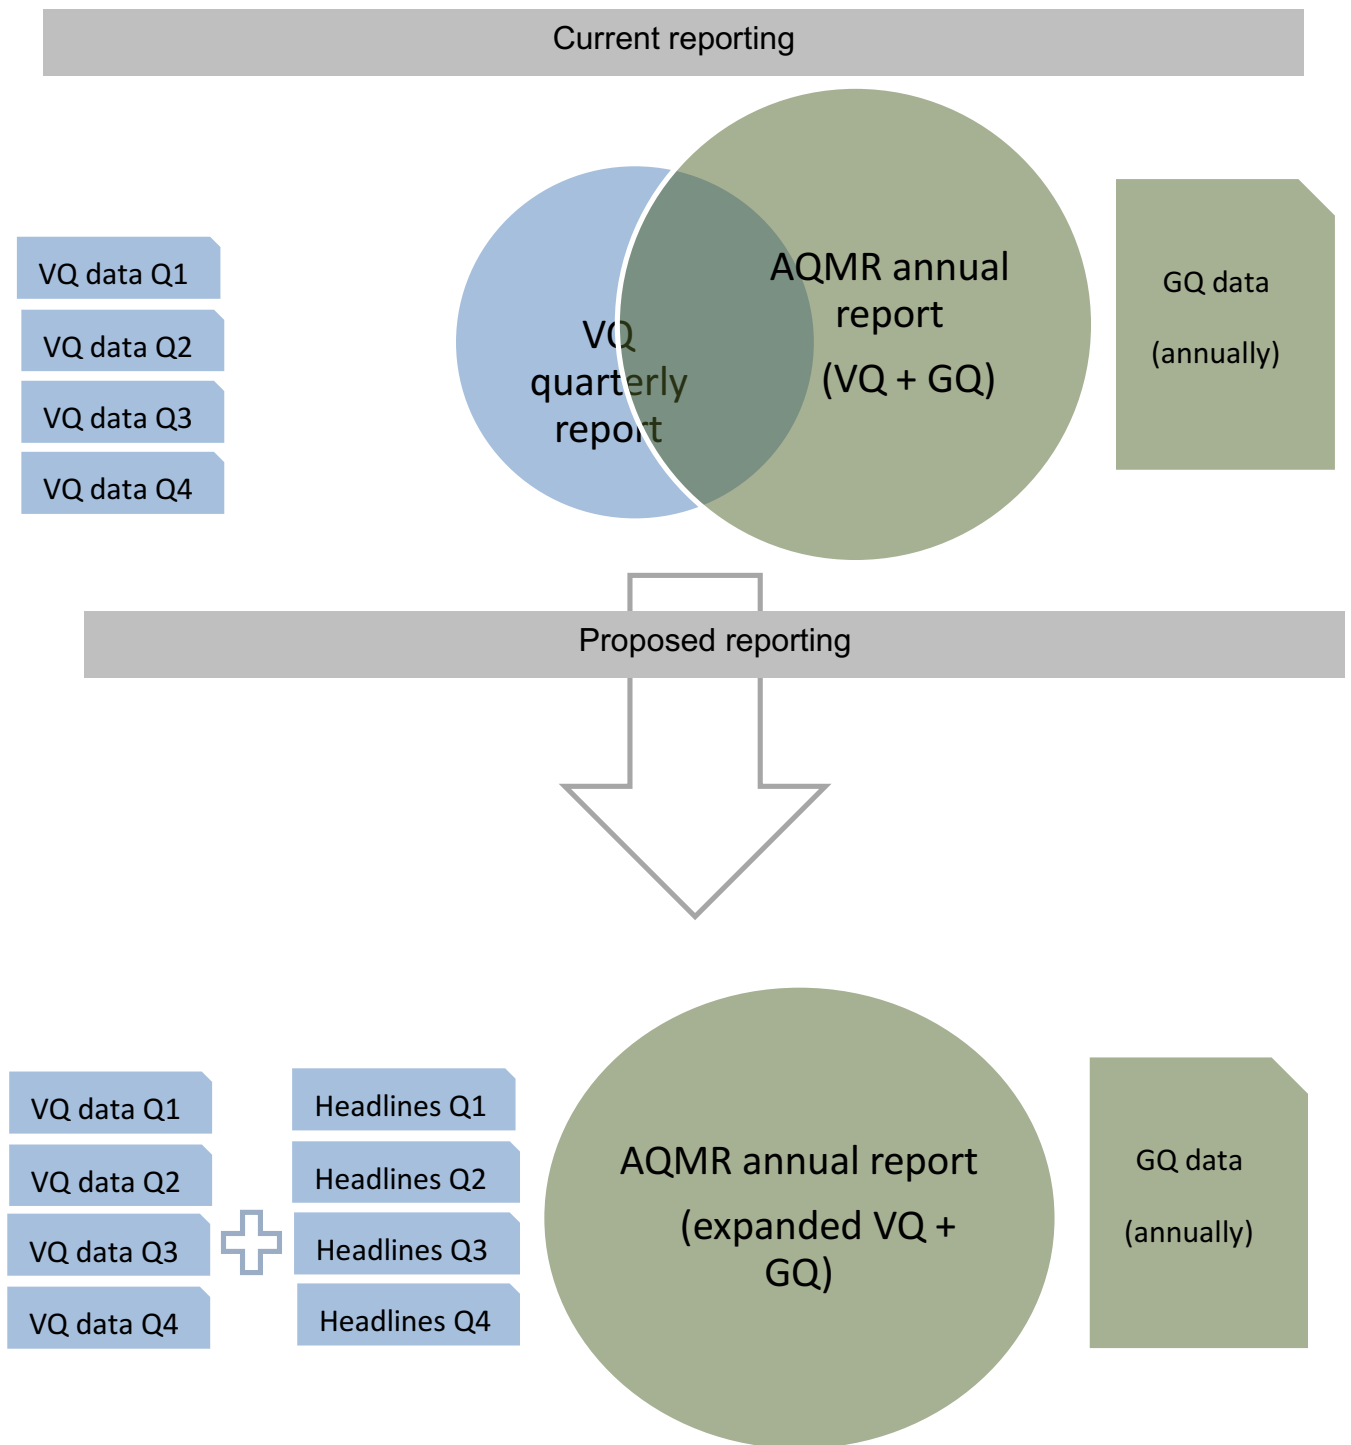 Current reporting
VQ data Q1
VQ data Q2
VQ data Q3
VQ data Q4
VQ
quarterly
report
AQMR annual
report
(VQ + GQ)
GQ data
(annually)
Proposed reporting
VQ data Q1
VQ data Q2
VQ data Q3
VQ data Q4
Headlines Q1
Headlines Q2
Headlines Q3
Headlines Q4
AQMR annual report
(expanded VQ +
GQ)
GQ data
(annually)